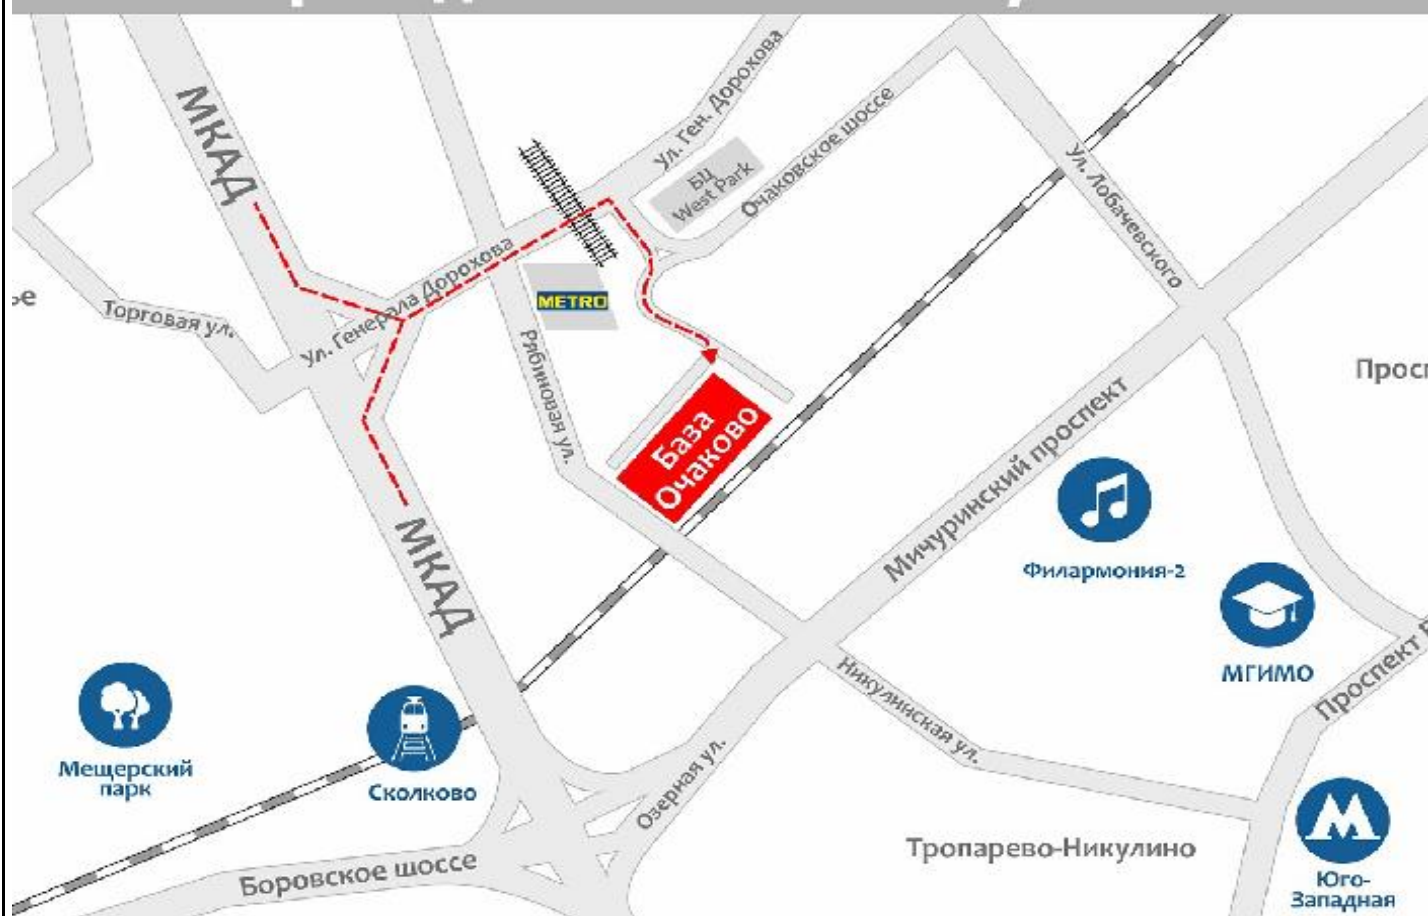 МКАД
Ул. Ген. Дорохова
БЦ
West Park
Очаковское шоссе
Ул. Лобачевского
Ул. Генерала Дорохова
METRO
Торговая ул.
ье
Рябиновая ул.
База
Очаково
Мичуринский проспект
Филармония-2
МГИМО
Проспект
МКАД
Мещерский
парк
Сколково
Никулинская ул.
Озерная ул.
Боровское шоссе
Тропарево-Никулино
Юго-
Западная